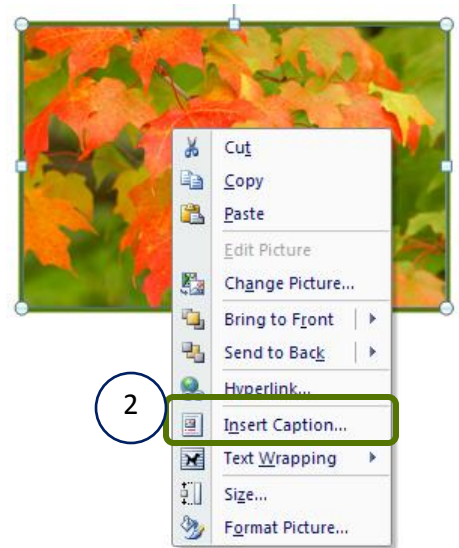 Cut
Copy
Paste
Edit Picture
Change Picture...
Bring to Front
Send to Back
Hyperlink...
2
Insert Caption...
Text Wrapping
Size...
Format Picture...